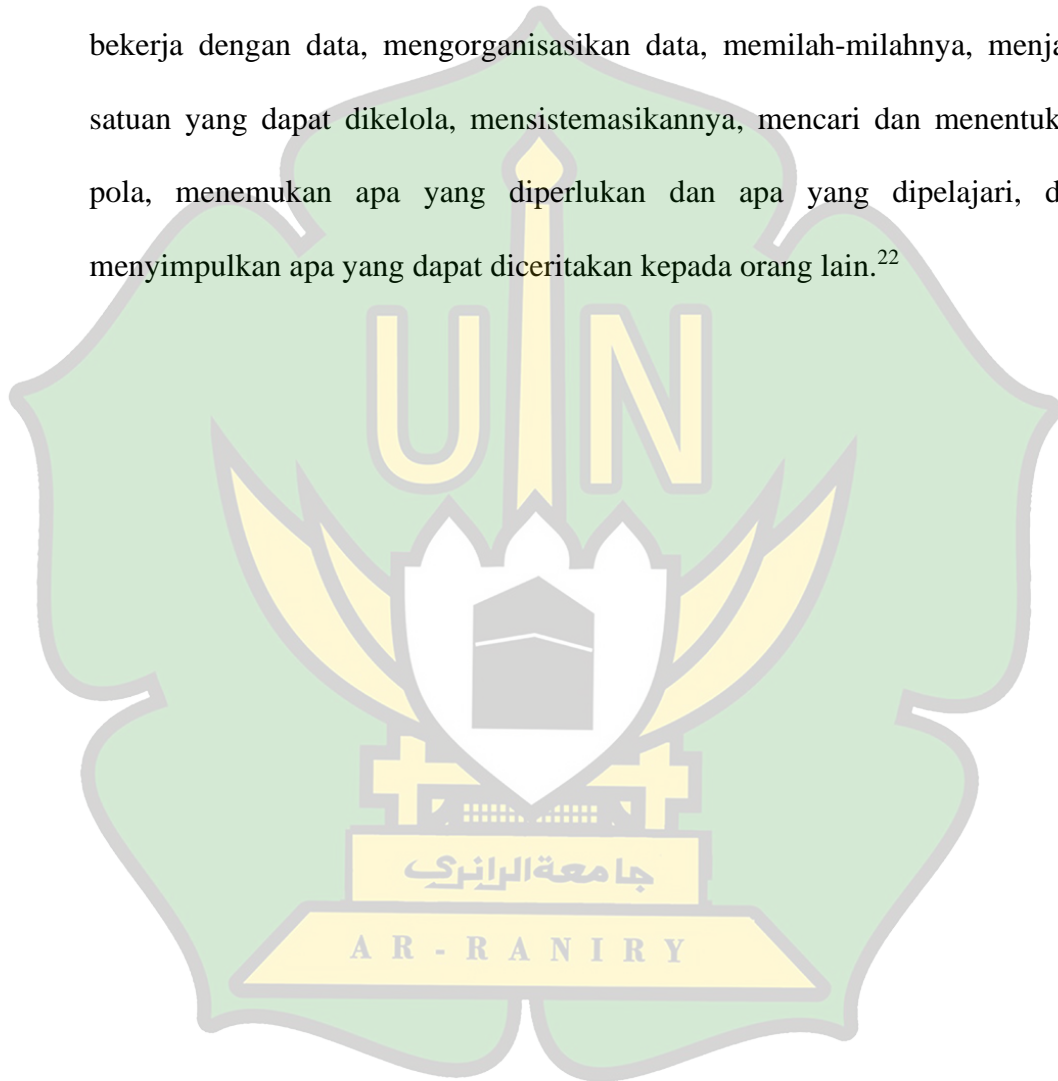 bekerja dengan data, mengorganisasikan data, memilah-milahnya, menja
satuan yang dapat dikelola, mensistemasikannya, mencari dan menentuk
pola, menemukan apa yang diperlukan dan apa yang dipelajari, d
menyimpulkan apa yang dapat diceritakan kepada orang lain.22
UIN
جامعة الرانري
AR-RANIRY